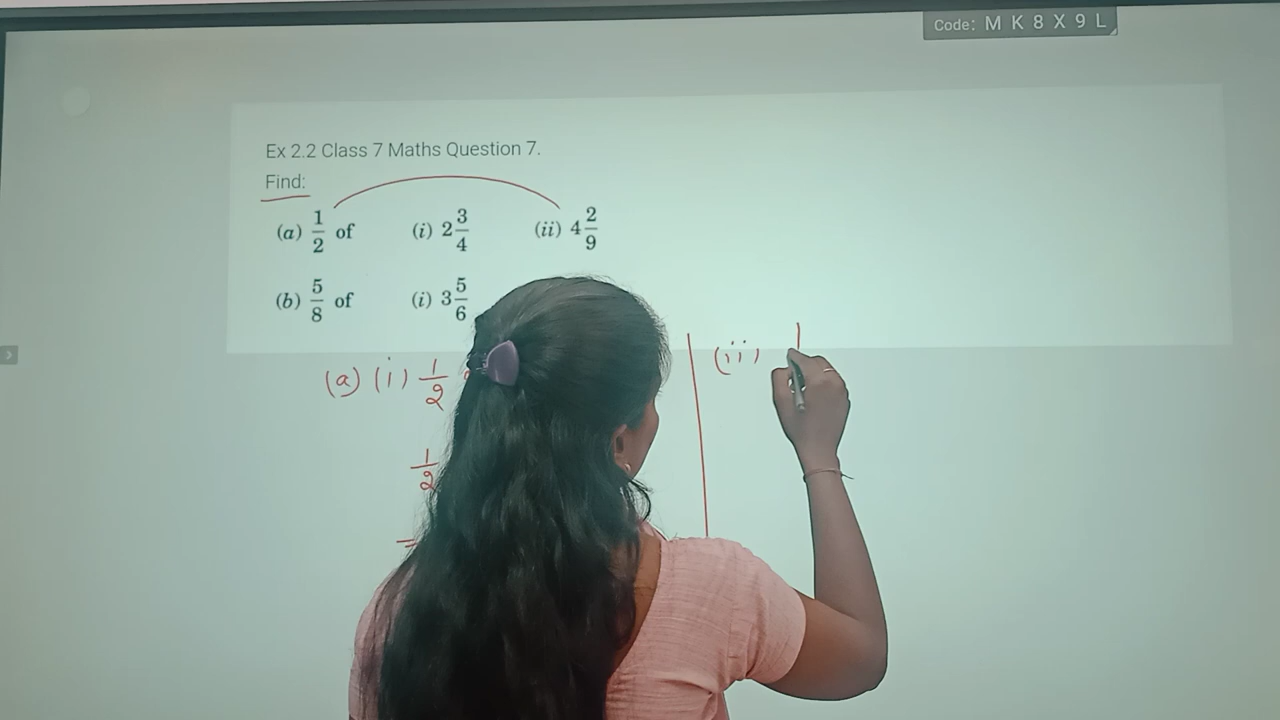 Code: M K 8 X 9 L
Ex 2.2 Class 7 Maths Question 7.
Find:
(a) 1/2 of (i) 2 3/4 (ii) 4 2/9
(b) 5/8 of (i) 3 5/6
(a) (i) 1/2
(ii) 1
1/2
=